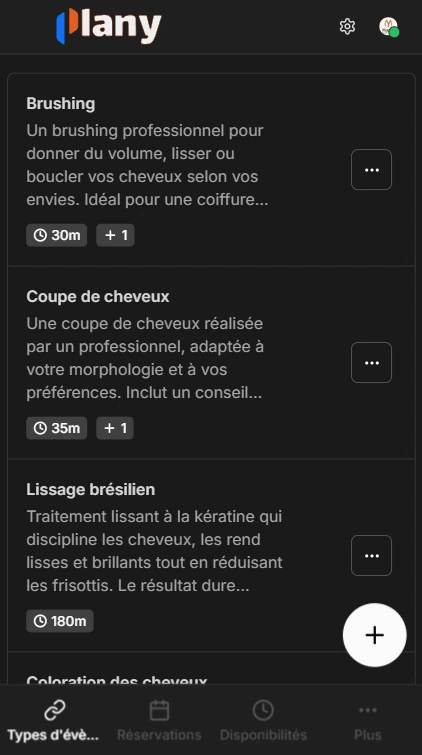 Plany
Brushing
Un brushing professionnel pour
donner du volume, lisser ou
boucler vos cheveux selon vos
envies. Idéal pour une coiffure...
30m + 1
Coupe de cheveux
Une coupe de cheveux réalisée
par un professionnel, adaptée à
votre morphologie et à vos
préférences. Inclut un conseil...
35m + 1
Lissage brésilien
Traitement lissant à la kératine qui
discipline les cheveux, les rend
lisses et brillants tout en réduisant
les frisottis. Le résultat dure...
180m
Coloration des cheveux
Types d'évè... Réservations Disponibilités Plus